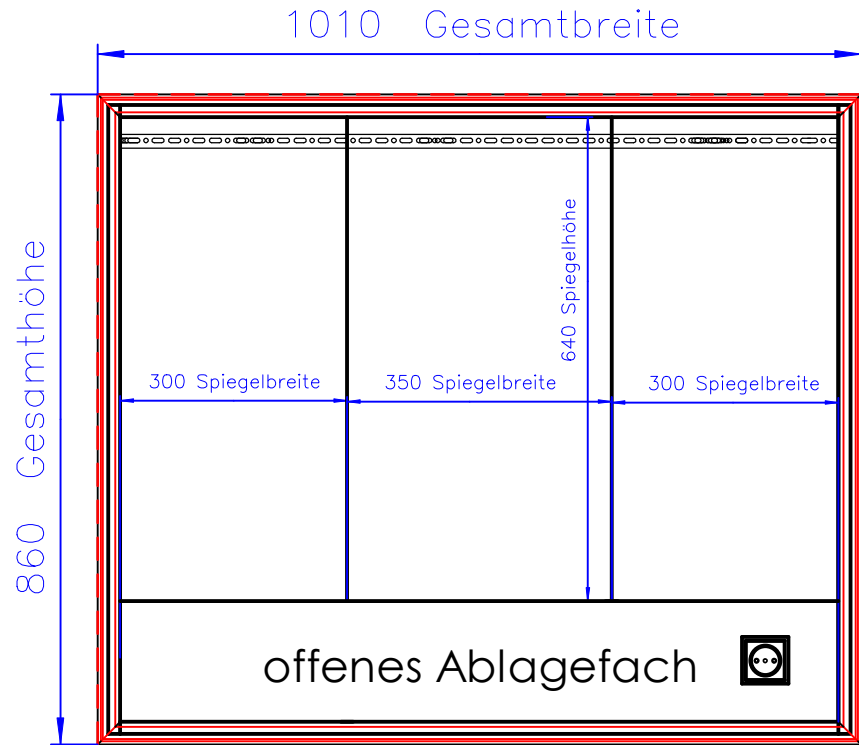 1010 Gesamtbreite
860 Gesamthöhe
640 Spiegelhöhe
300 Spiegelbreite
350 Spiegelbreite
300 Spiegelbreite
offenes Ablagefach